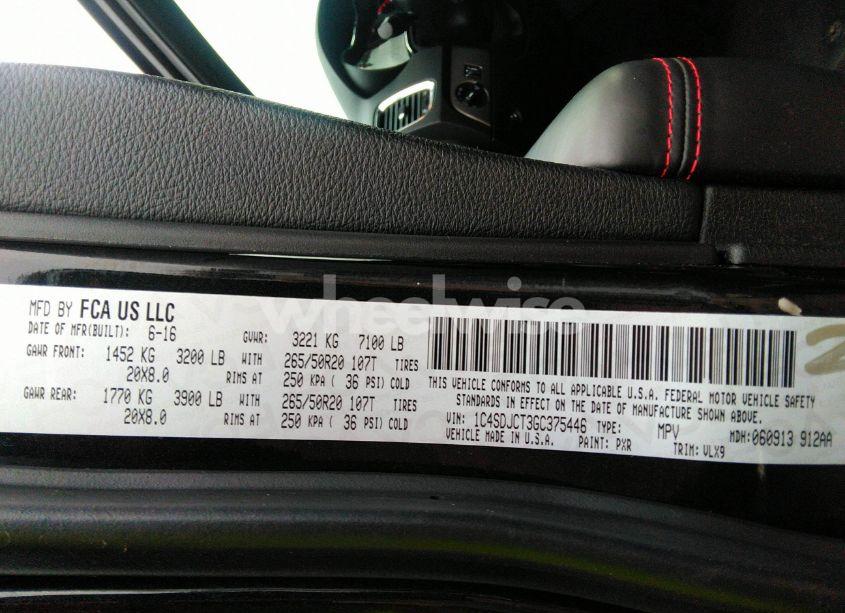 MFD BY FCA US LLC
DATE OF MFR(BUILT): 6-16 GVWR: 3221 KG 7100 LB
GAWR FRONT: 1452 KG 3200 LB WITH 265/50R20 107T TIRES
20X8.0 RIMS AT 250 KPA ( 36 PSI) COLD
GAWR REAR: 1770 KG 3900 LB WITH 265/50R20 107T TIRES
20X8.0 RIMS AT 250 KPA ( 36 PSI) COLD
THIS VEHICLE CONFORMS TO ALL APPLICABLE U.S.A. FEDERAL MOTOR VEHICLE SAFETY
STANDARDS IN EFFECT ON THE DATE OF MANUFACTURE SHOWN ABOVE.
VIN: 1C4SDJCT3GC375446 TYPE: MPV MDH:060913 912AA
VEHICLE MADE IN U.S.A. PAINT: PXR TRIM: VLX9
wheelwise